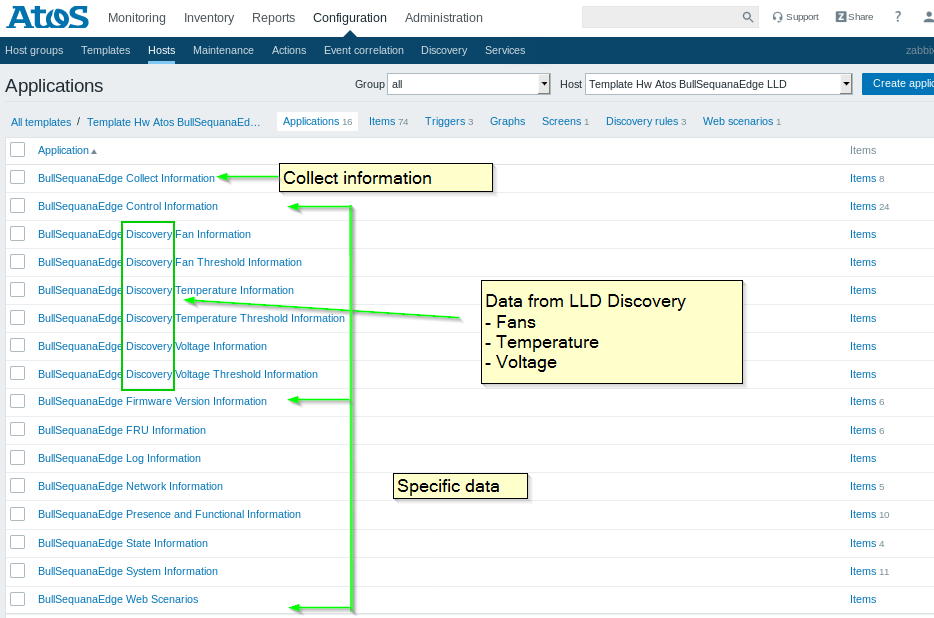 Atos Monitoring Inventory Reports Configuration Administration Support Z Share ?
Host groups Templates Hosts Maintenance Actions Event correlation Discovery Services zabbix
Applications Group all Host Template Hw Atos BullSequanaEdge LLD Create applic
All templates / Template Hw Atos BullSequanaEd... Applications 16 Items 74 Triggers 3 Graphs Screens 1 Discovery rules 3 Web scenarios 1
Application Items
BullSequanaEdge Collect Information Collect information Items 8
BullSequanaEdge Control Information Items 24
BullSequanaEdge Discovery Fan Information Items
BullSequanaEdge Discovery Fan Threshold Information Items
BullSequanaEdge Discovery Temperature Information Items
BullSequanaEdge Discovery Temperature Threshold Information Items
BullSequanaEdge Discovery Voltage Information Items
BullSequanaEdge Discovery Voltage Threshold Information Items
Data from LLD Discovery
- Fans
- Temperature
- Voltage
BullSequanaEdge Firmware Version Information Items 6
BullSequanaEdge FRU Information Items 6
BullSequanaEdge Log Information Items
BullSequanaEdge Network Information Specific data Items 5
BullSequanaEdge Presence and Functional Information Items 10
BullSequanaEdge State Information Items 4
BullSequanaEdge System Information Items 11
BullSequanaEdge Web Scenarios Items